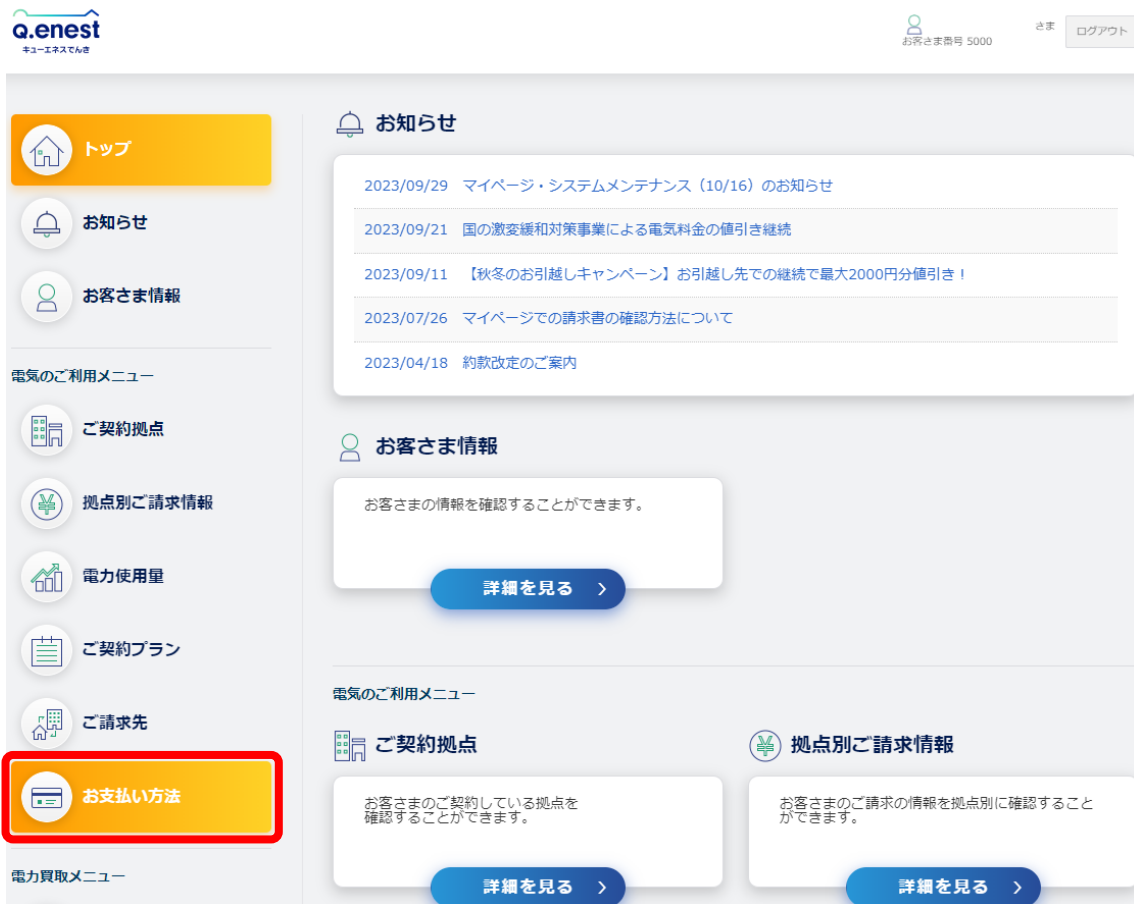 Q.enest
キューエネスでんき
お客さま番号 5000
さま
ログアウト
トップ
お知らせ
お客さま情報
電気のご利用メニュー
ご契約拠点
拠点別ご請求情報
電力使用量
ご契約プラン
ご請求先
お支払い方法
電力買取メニュー
お知らせ
2023/09/29 マイページ・システムメンテナンス（10/16）のお知らせ
2023/09/21 国の激変緩和対策事業による電気料金の値引き継続
2023/09/11 【秋冬のお引越しキャンペーン】お引越し先での継続で最大2000円分値引き！
2023/07/26 マイページでの請求書の確認方法について
2023/04/18 約款改定のご案内
お客さま情報
お客さまの情報を確認することができます。
詳細を見る
電気のご利用メニュー
ご契約拠点
お客さまのご契約している拠点を
確認することができます。
詳細を見る
拠点別ご請求情報
お客さまのご請求の情報を拠点別に確認すること
ができます。
詳細を見る